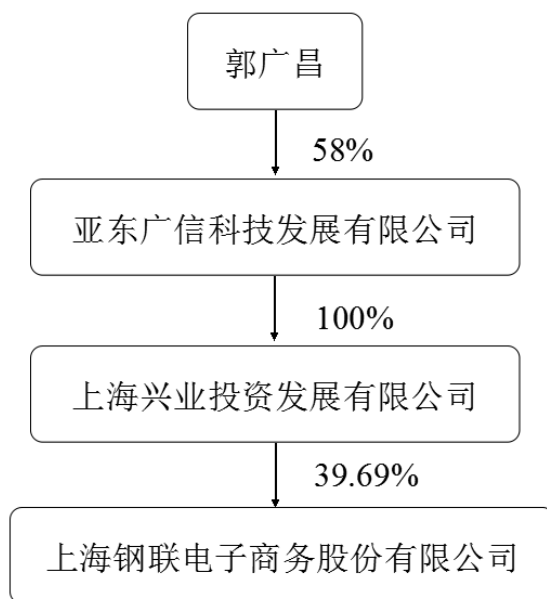 郭广昌
58%
亚东广信科技发展有限公司
100%
上海兴业投资发展有限公司
39.69%
上海钢联电子商务股份有限公司